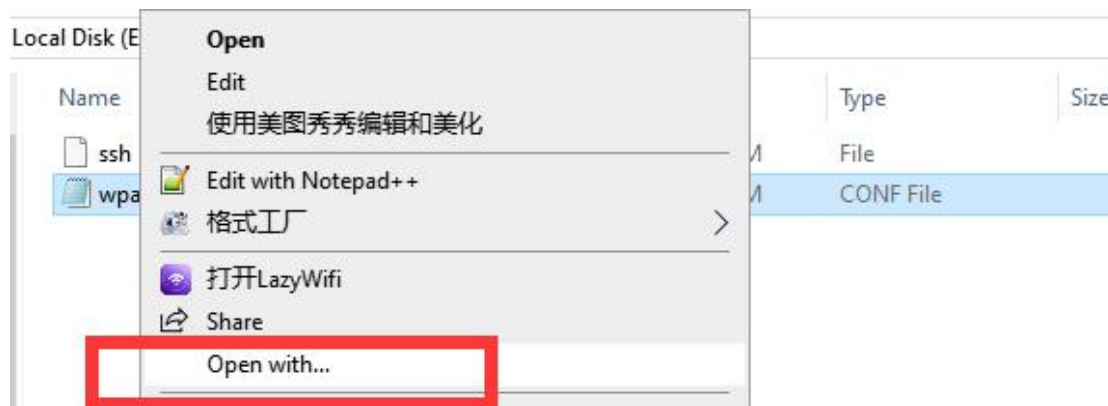 Local Disk (E
Open
Name
Edit
Type
Size
使用美图秀秀编辑和美化
ssh
M
File
wpa
Edit with Notepad++
M
CONF File
格式工厂
打开LazyWifi
Share
Open with...